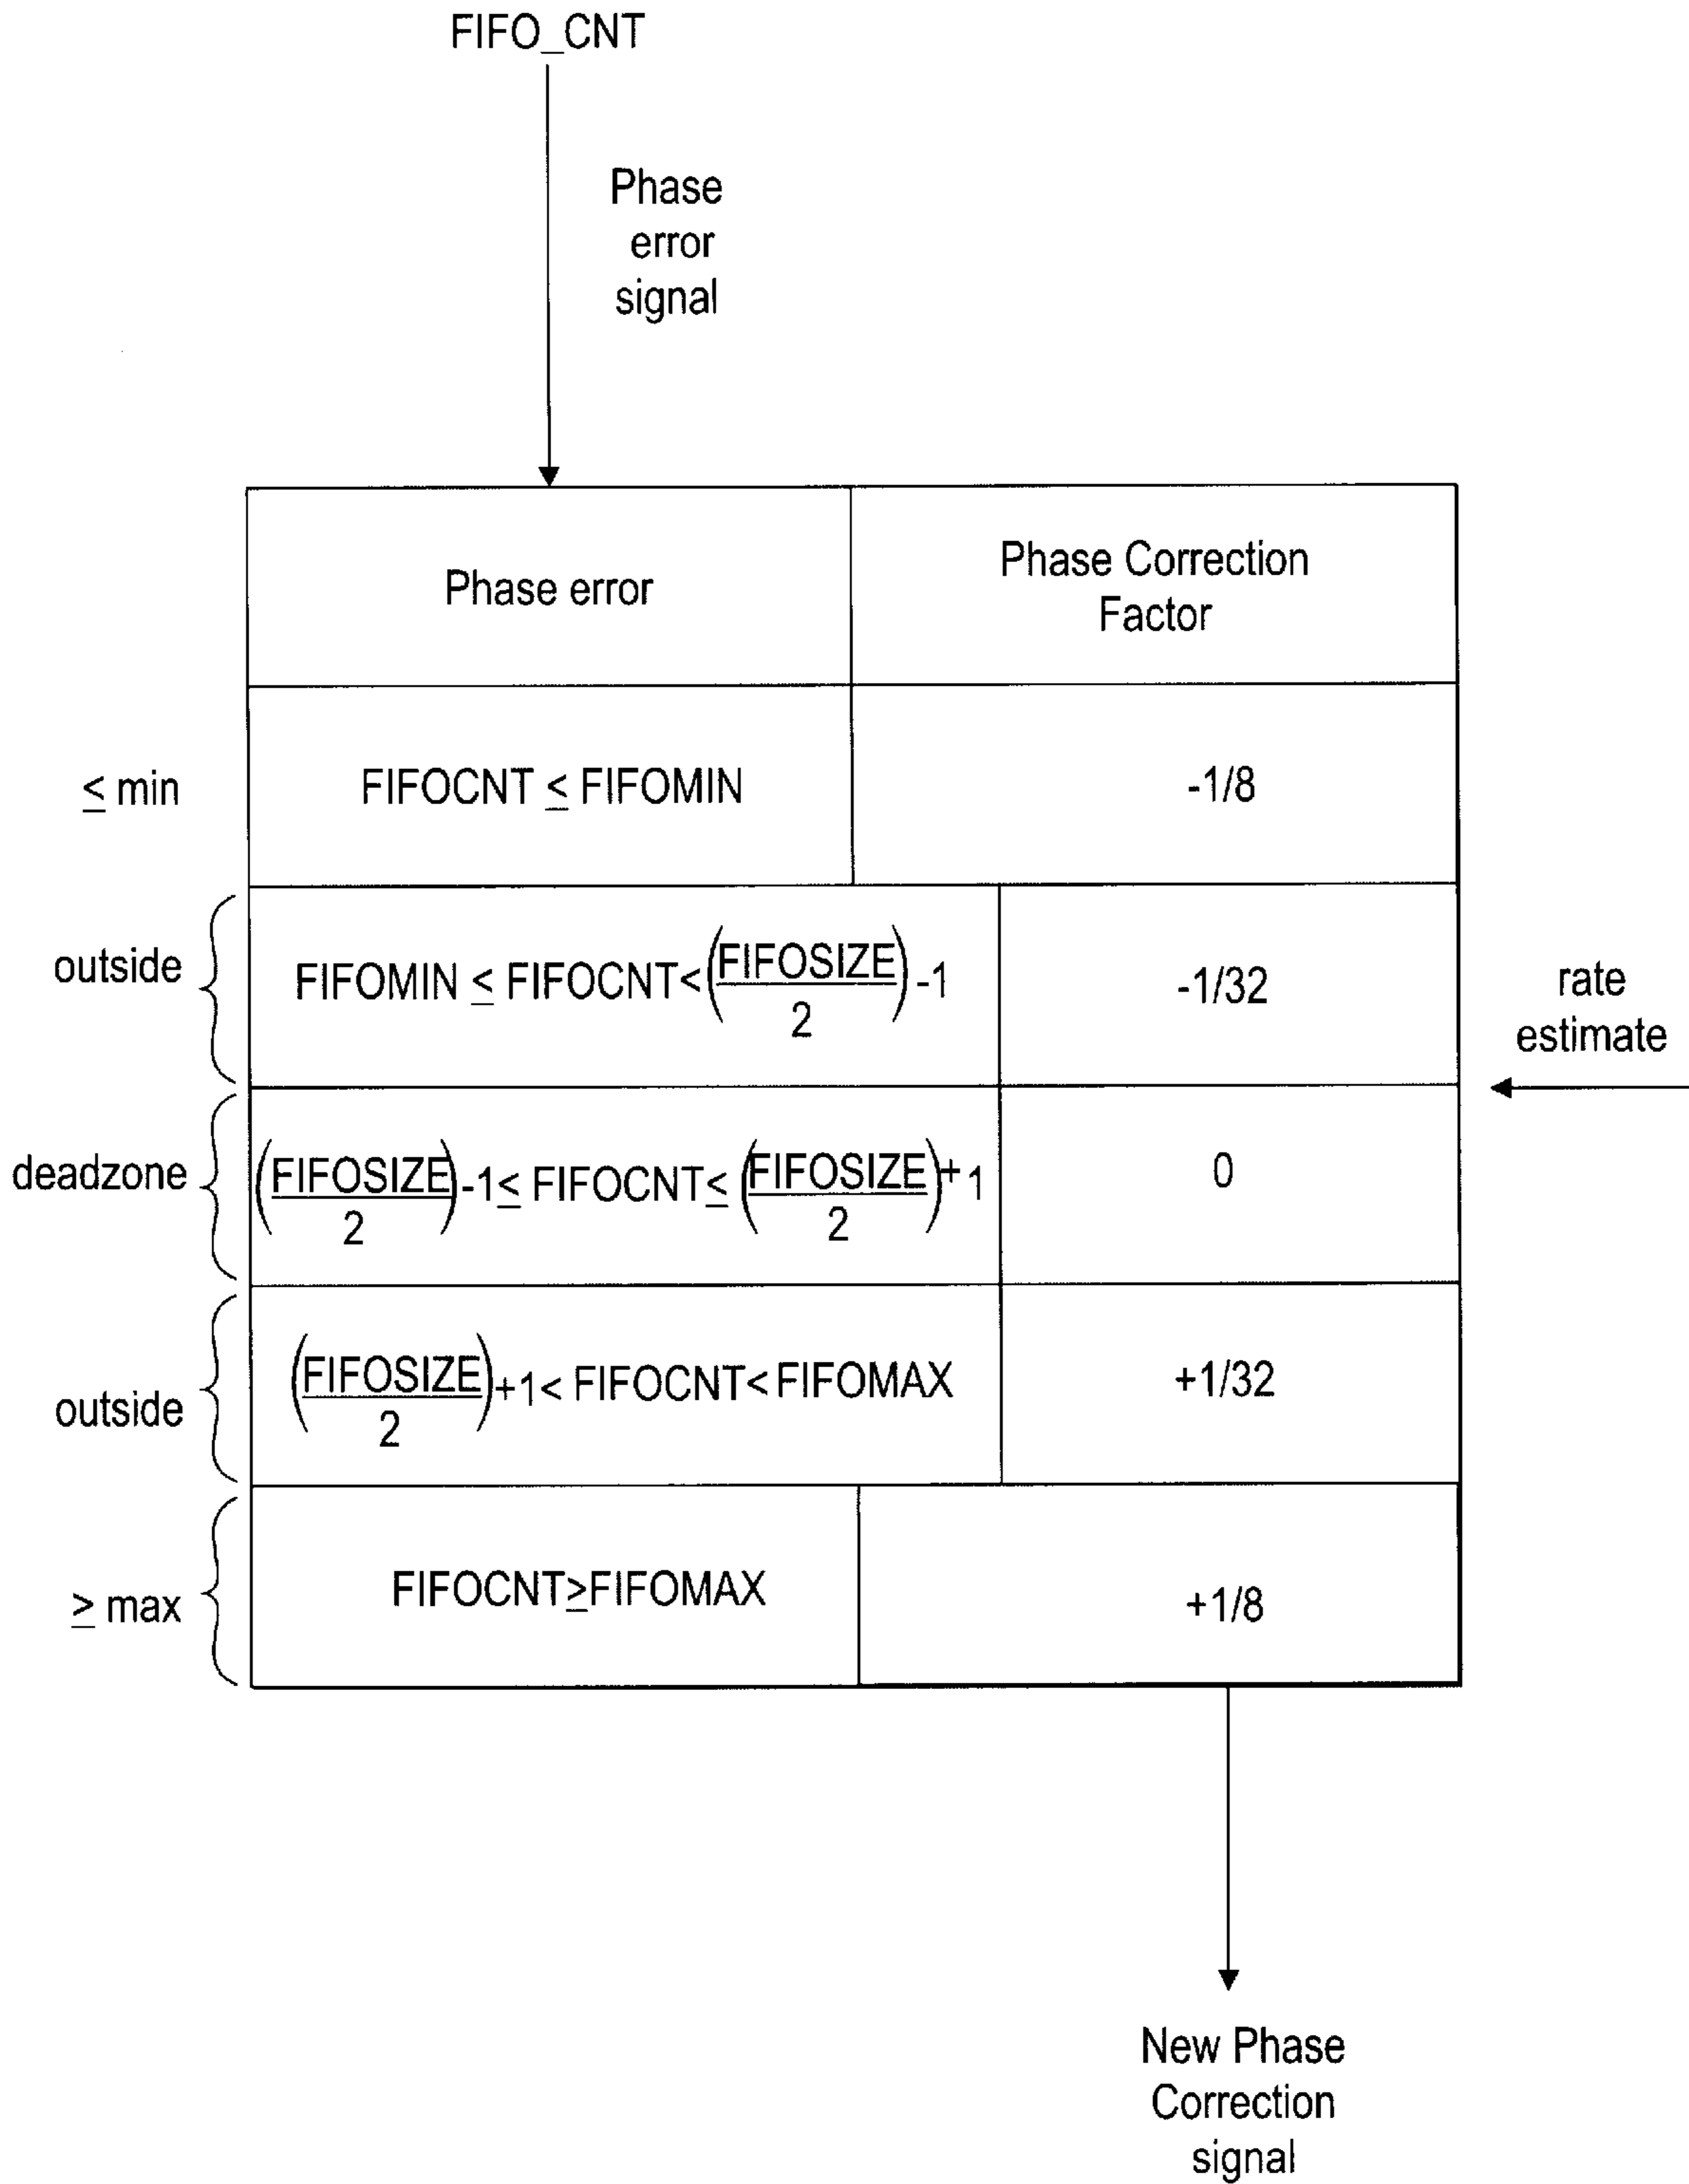 FIFO_CNT
Phase
error
signal
Phase error
Phase Correction
Factor
≤ min
FIFOCNT ≤ FIFOMIN
-1/8
outside
FIFOMIN ≤ FIFOCNT<(FIFOSIZE/2)-1
-1/32
rate
estimate
deadzone
(FIFOSIZE/2)-1≤ FIFOCNT≤ (FIFOSIZE/2)+1
0
outside
(FIFOSIZE/2)+1< FIFOCNT<FIFOMAX
+1/32
≥ max
FIFOCNT≥FIFOMAX
+1/8
New Phase
Correction
signal